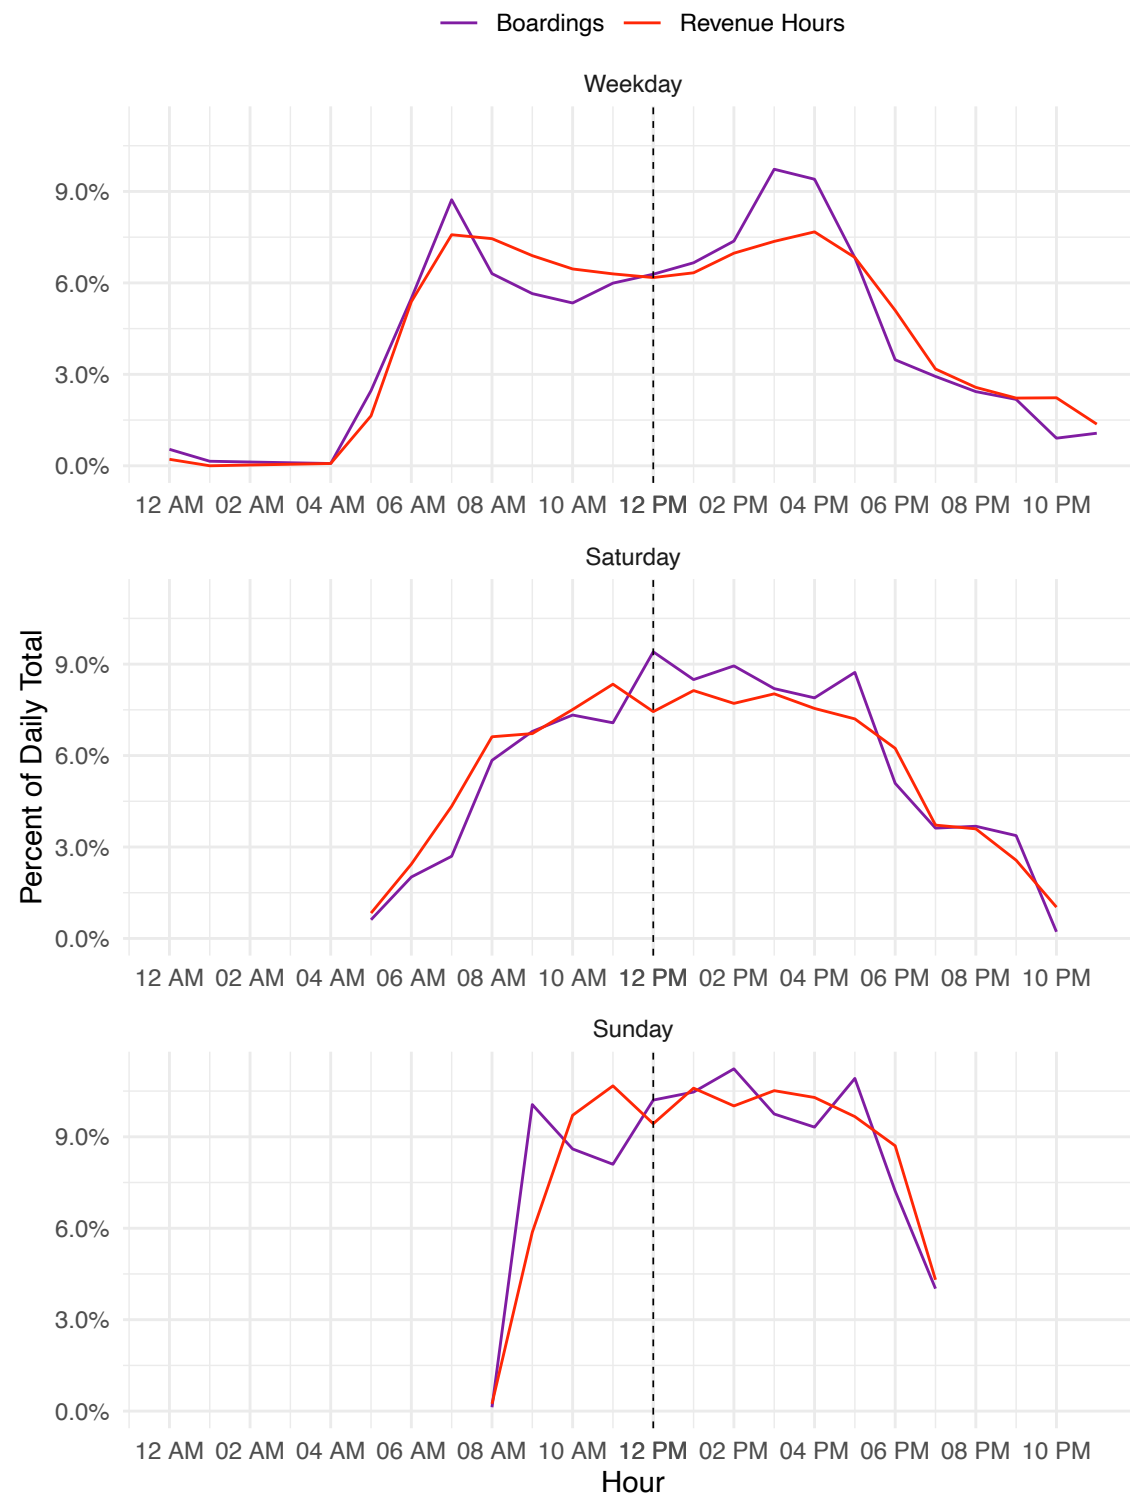 Boardings Revenue Hours
Weekday
9.0%
6.0%
3.0%
0.0%
12 AM 02 AM 04 AM 06 AM 08 AM 10 AM 12 PM 02 PM 04 PM 06 PM 08 PM 10 PM
Saturday
Percent of Daily Total
9.0%
6.0%
3.0%
0.0%
12 AM 02 AM 04 AM 06 AM 08 AM 10 AM 12 PM 02 PM 04 PM 06 PM 08 PM 10 PM
Sunday
9.0%
6.0%
3.0%
0.0%
12 AM 02 AM 04 AM 06 AM 08 AM 10 AM 12 PM 02 PM 04 PM 06 PM 08 PM 10 PM
Hour